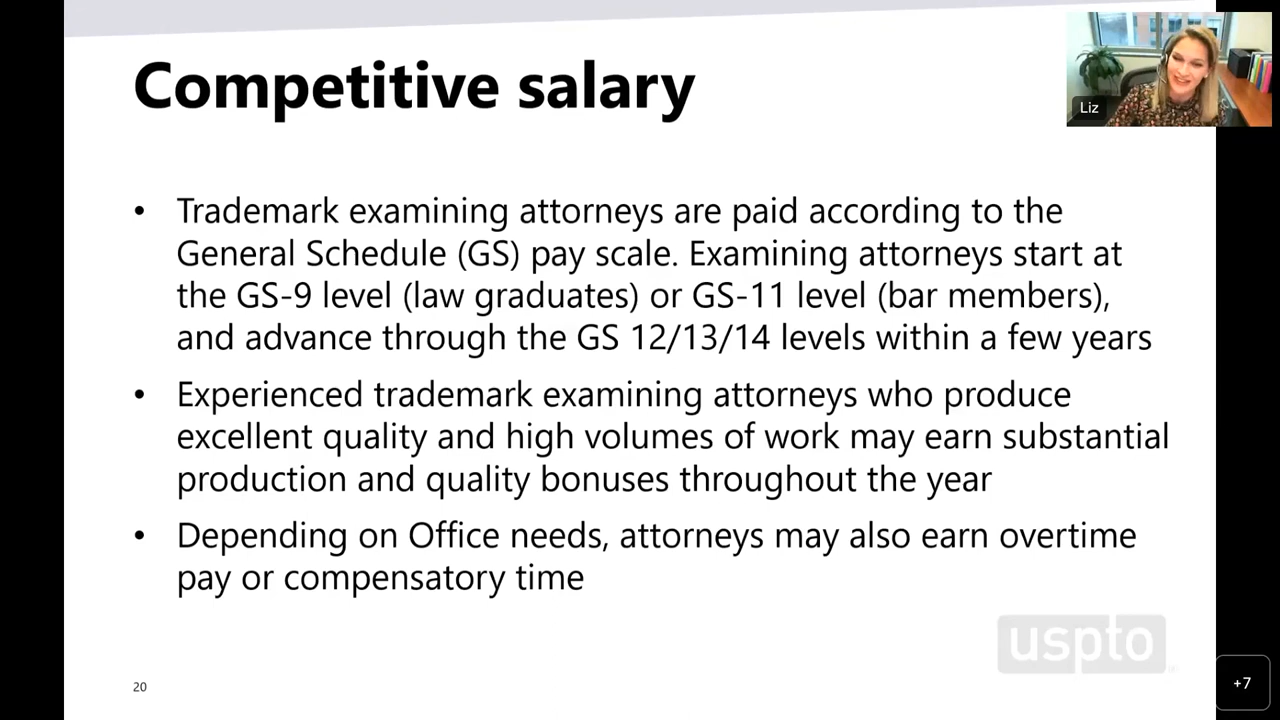 Competitive salary
Liz
• Trademark examining attorneys are paid according to the
General Schedule (GS) pay scale. Examining attorneys start at
the GS-9 level (law graduates) or GS-11 level (bar members),
and advance through the GS 12/13/14 levels within a few years
• Experienced trademark examining attorneys who produce
excellent quality and high volumes of work may earn substantial
production and quality bonuses throughout the year
• Depending on Office needs, attorneys may also earn overtime
pay or compensatory time
uspto
20
+7